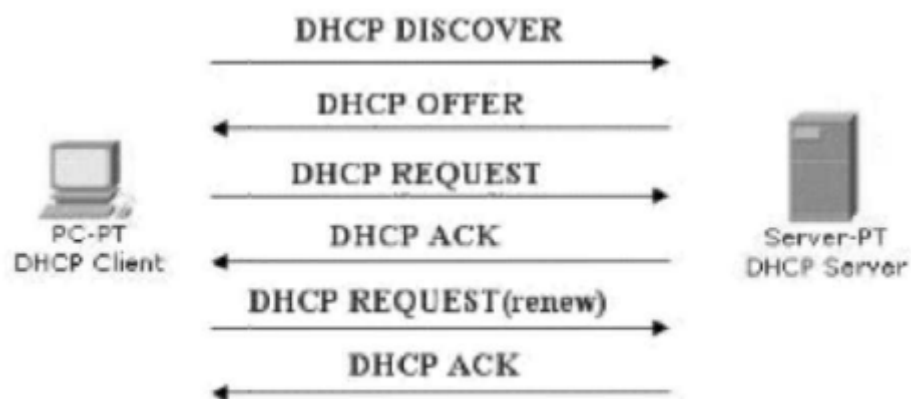 DHCP DISCOVER
DHCP OFFER
DHCP REQUEST
PC-PT
DHCP Client
DHCP ACK
Server-PT
DHCP Server
DHCP REQUEST(renew)
DHCP ACK